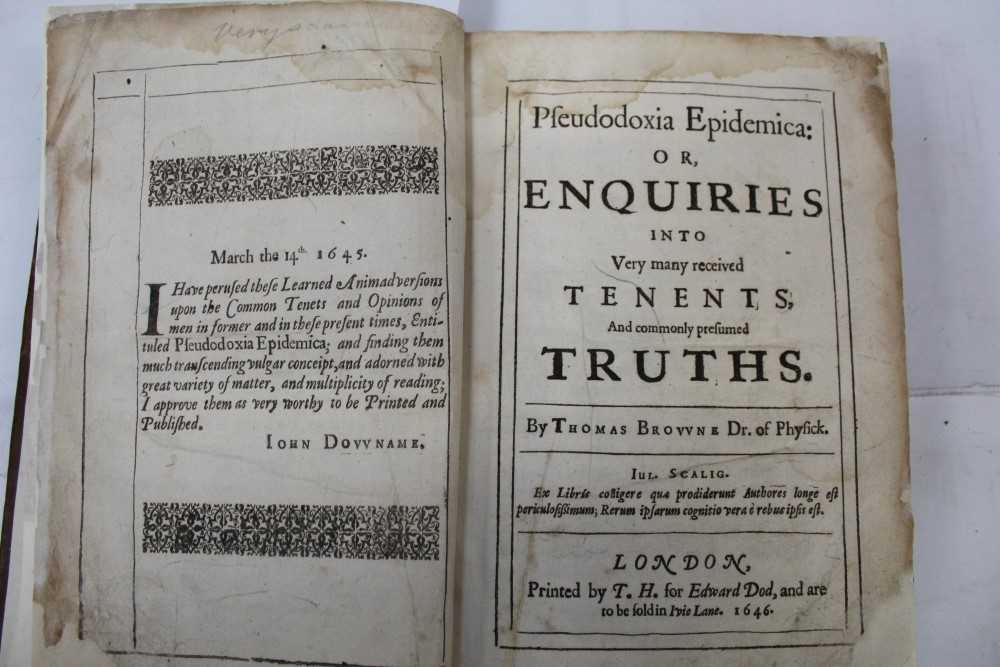 Very
March the 14th 1645.
I Have perused these Learned Animadversions
upon the Common Tenets and Opinions of
men in former and in these present times, Enti-
tuled Pseudodoxia Epidemica; and finding them
much transcending vulgar conceipt, and adorned with
great variety of matter, and multiplicity of reading;
I approve them as very worthy to be Printed and
Published.
IOHN DOVVNAME.
Pſeudodoxia Epidemica:
OR,
ENQUIRIES
INTO
Very many received
TENENTS,
And commonly preſumed
TRUTHS.
By THOMAS BROVVNE Dr. of Phyſick.
IUL. SCALIG.
Ex Libris colligere quæ prodiderunt Authores longè est
periculosissimum; Rerum ipsarum cognitio vera è rebus ipsis est.
LONDON,
Printed by T. H. for Edward Dod, and are
to be ſold in Ivie Lane. 1646.